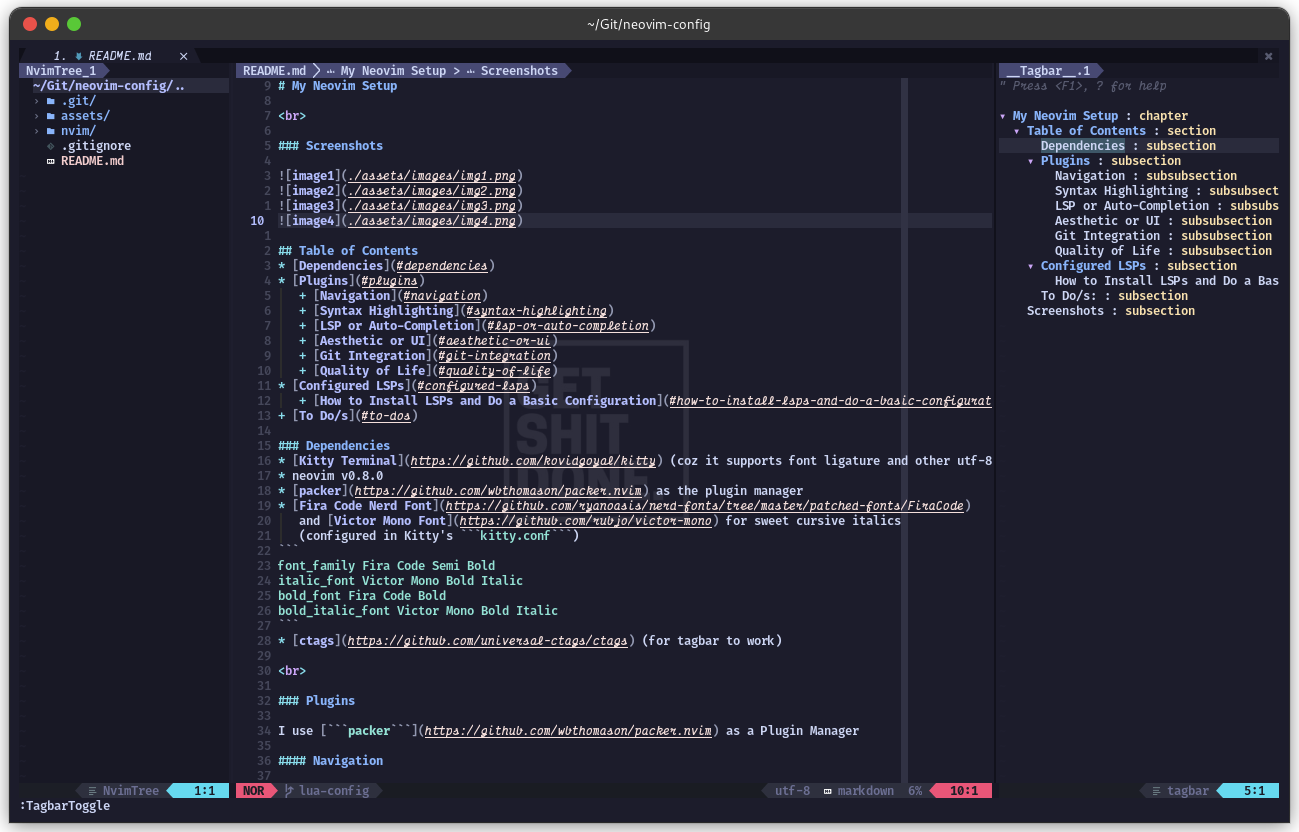 ~/Git/neovim-config
1. README.md ×
NvimTree_1
~/Git/neovim-config/..
.git/
assets/
nvim/
.gitignore
README.md
README.md > My Neovim Setup > Screenshots
9 # My Neovim Setup
8
7 <br>
6
5 ### Screenshots
4
3 ![image1](./assets/images/img1.png)
2 ![image2](./assets/images/img2.png)
1 ![image3](./assets/images/img3.png)
10 ![image4](./assets/images/img4.png)
1
2 ## Table of Contents
3 * [Dependencies](#dependencies)
4 * [Plugins](#plugins)
5 + [Navigation](#navigation)
6 + [Syntax Highlighting](#syntax-highlighting)
7 + [LSP or Auto-Completion](#lsp-or-auto-completion)
8 + [Aesthetic or UI](#aesthetic-or-ui)
9 + [Git Integration](#git-integration)
10 + [Quality of Life](#quality-of-life)
11 * [Configured LSPs](#configured-lsps)
12 + [How to Install LSPs and Do a Basic Configuration](#how-to-install-lsps-and-do-a-basic-configurat
13 + [To Do/s](#to-dos)
14
15 ### Dependencies
16 * [Kitty Terminal](https://github.com/kovidgoyal/kitty) (coz it supports font ligature and other utf-8
17 * neovim v0.8.0
18 * [packer](https://github.com/wbthomason/packer.nvim) as the plugin manager
19 * [Fira Code Nerd Font](https://github.com/ryanoasis/nerd-fonts/tree/master/patched-fonts/FiraCode)
20 and [Victor Mono Font](https://github.com/rubjo/victor-mono) for sweet cursive italics
21 (configured in Kitty's ```kitty.conf```)
22 ```
23 font_family Fira Code Semi Bold
24 italic_font Victor Mono Bold Italic
25 bold_font Fira Code Bold
26 bold_italic_font Victor Mono Bold Italic
27 ```
28 * [ctags](https://github.com/universal-ctags/ctags) (for tagbar to work)
29
30 <br>
31
32 ### Plugins
33
34 I use [```packer```](https://github.com/wbthomason/packer.nvim) as a Plugin Manager
35
36 #### Navigation
37
GET
SHIT
DONE
__Tagbar__.1
" Press <F1>, ? for help
My Neovim Setup : chapter
Table of Contents : section
Dependencies : subsection
Plugins : subsection
Navigation : subsubsection
Syntax Highlighting : subsubsect
LSP or Auto-Completion : subsubs
Aesthetic or UI : subsubsection
Git Integration : subsubsection
Quality of Life : subsubsection
Configured LSPs : subsection
How to Install LSPs and Do a Bas
To Do/s: : subsection
Screenshots : subsection
NvimTree 1:1
NOR lua-config utf-8 markdown 6% 10:1
tagbar 5:1
:TagbarToggle